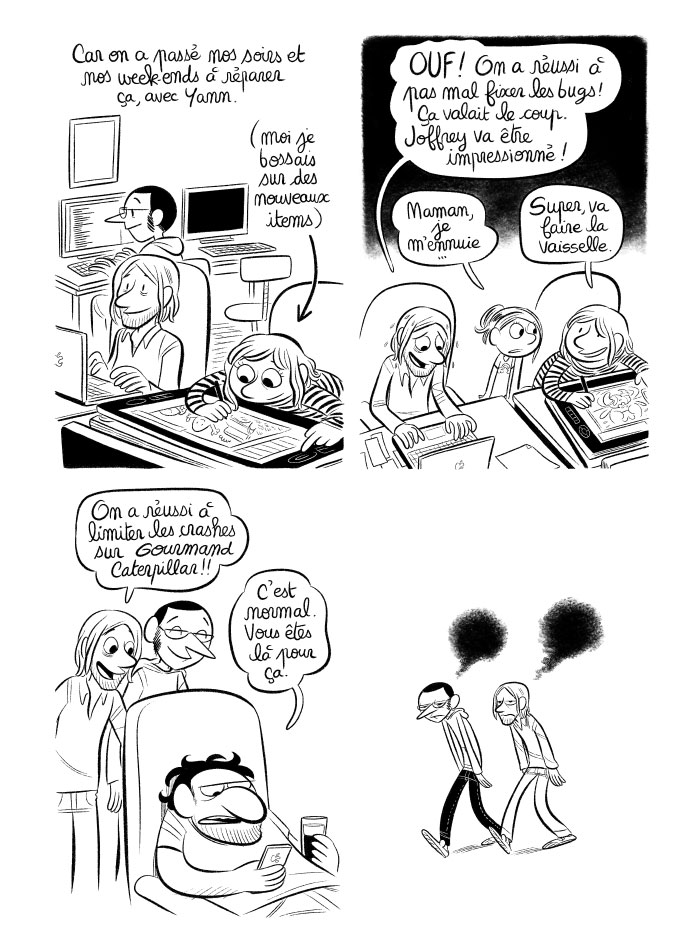 Car on a passé nos soirs et
nos week-ends à réparer
ça, avec Yann.
(moi je
bossais
sur des
nouveaux
items)
OUF! On a réussi à
pas mal fixer les bugs!
Ça valait le coup.
Joffrey va être
impressionné!
Maman,
je
m'ennuie
...
Super, va
faire la
vaisselle.
On a réussi à
limiter les crashes
sur Gourmand
Caterpillar!!
C'est
normal.
Vous êtes
là pour
ça.